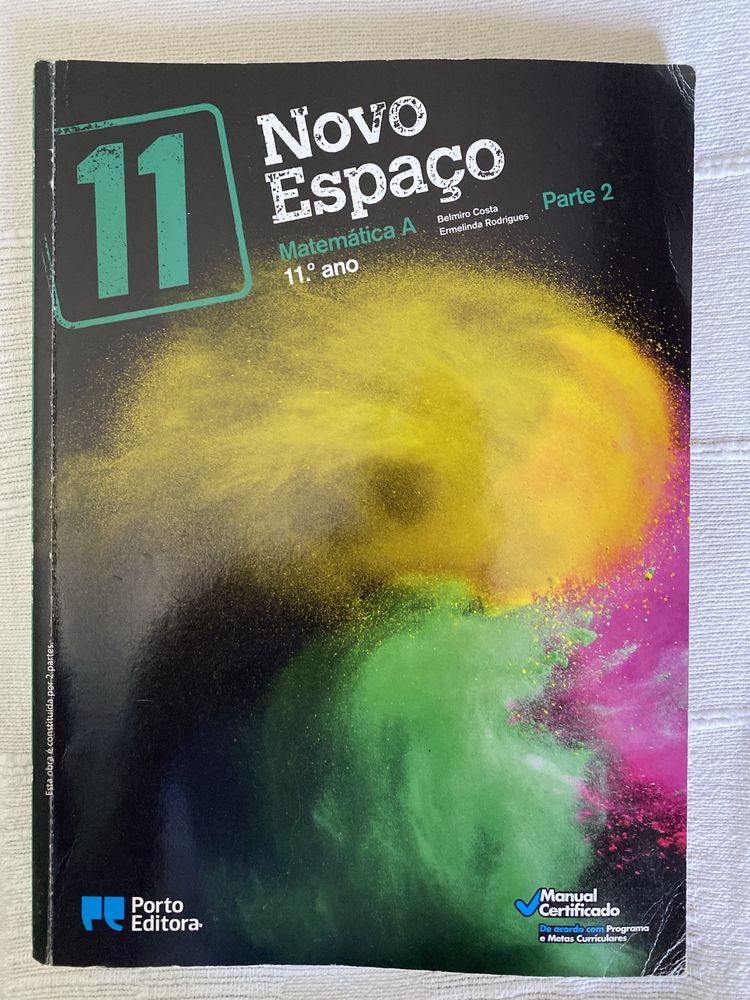 11
Novo
Espaço
Matemática A
Belmiro Costa
Ermelinda Rodrigues
Parte 2
11.º ano
Esta obra é constituída por 2 partes.
Porto
Editora
Manual
Certificado
De acordo com Programa
e Metas Curriculares